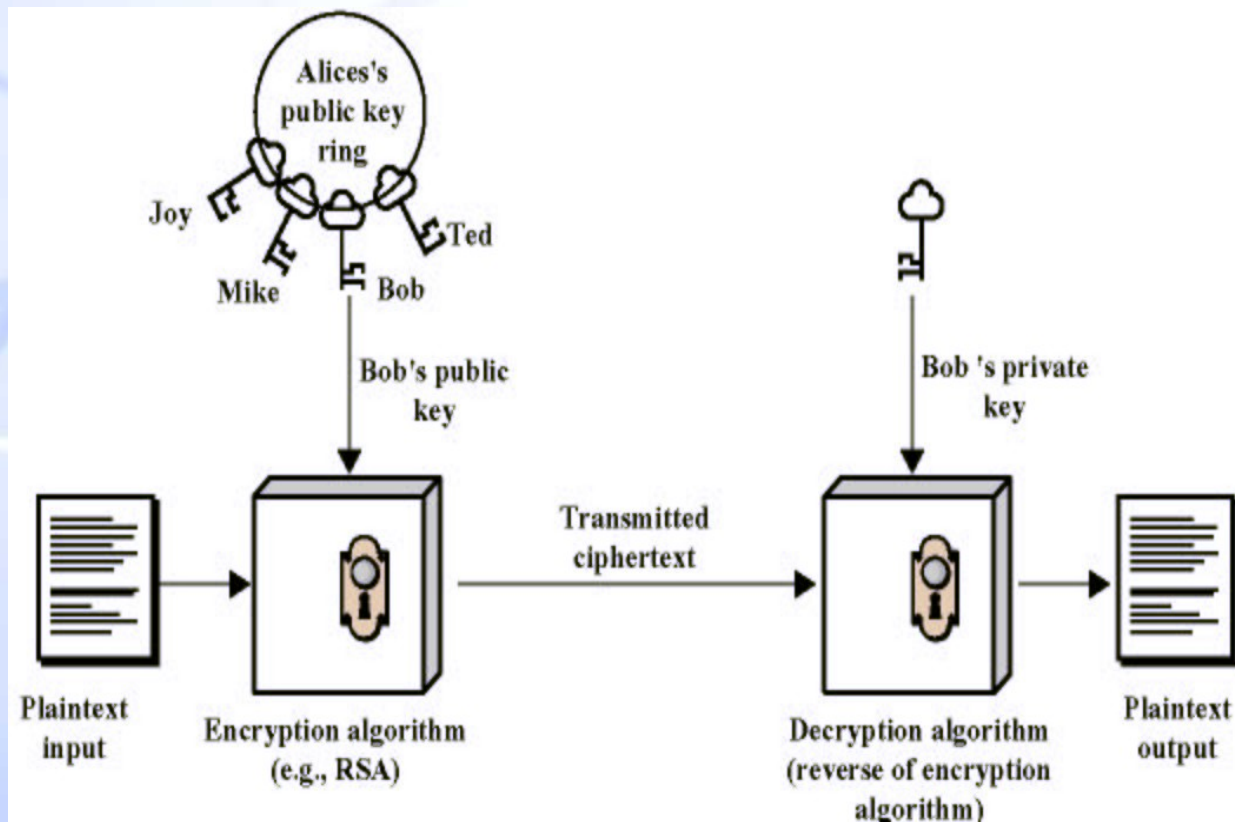 Alices's
public key
ring
Joy
Mike
Bob
Ted
Bob's public
key
Bob 's private
key
Transmitted
ciphertext
Plaintext
input
Encryption algorithm
(e.g., RSA)
Decryption algorithm
(reverse of encryption
algorithm)
Plaintext
output